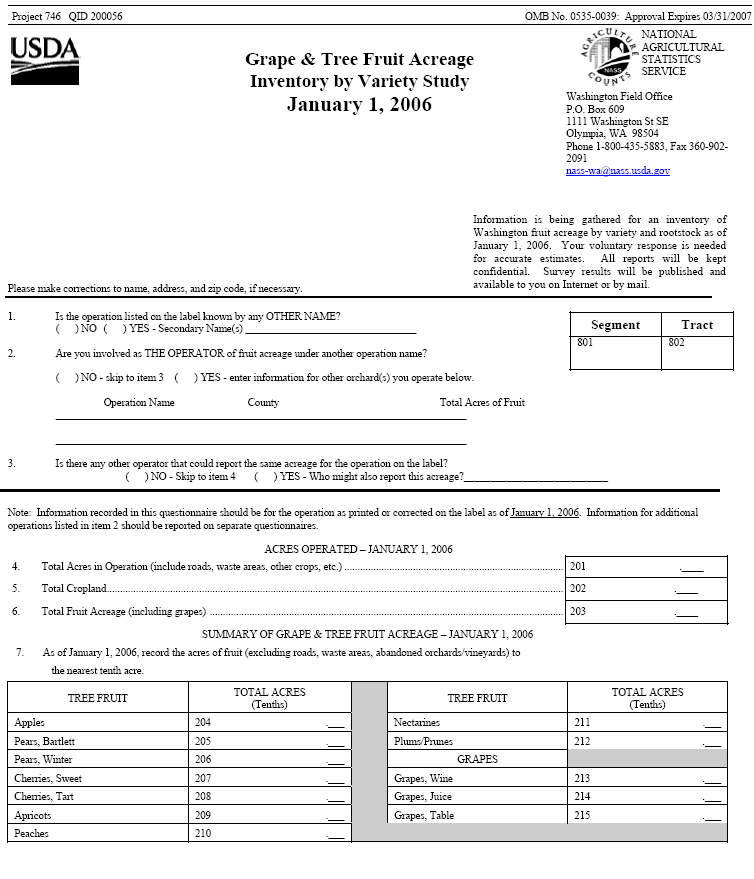 Project 746 QID 200056
OMB No. 0535-0039: Approval Expires 03/31/2007
USDA
Grape & Tree Fruit Acreage
Inventory by Variety Study
January 1, 2006
AGRICULTURE
NASS
COUNTS
NATIONAL
AGRICULTURAL
STATISTICS
SERVICE
Washington Field Office
P.O. Box 609
1111 Washington St SE
Olympia, WA 98504
Phone 1-800-435-5883, Fax 360-902-
2091
nass-wa@nass.usda.gov
Information is being gathered for an inventory of
Washington fruit acreage by variety and rootstock as of
January 1, 2006. Your voluntary response is needed
for accurate estimates. All reports will be kept
confidential. Survey results will be published and
available to you on Internet or by mail.
Please make corrections to name, address, and zip code, if necessary.
1. Is the operation listed on the label known by any OTHER NAME?
( ) NO ( ) YES - Secondary Name(s) ____________________
Segment Tract
801 802
2. Are you involved as THE OPERATOR of fruit acreage under another operation name?
( ) NO - skip to item 3 ( ) YES - enter information for other orchard(s) you operate below.
Operation Name County Total Acres of Fruit
3. Is there any other operator that could report the same acreage for the operation on the label?
( ) NO - Skip to item 4 ( ) YES - Who might also report this acreage?____________________
Note: Information recorded in this questionnaire should be for the operation as printed or corrected on the label as of January 1, 2006. Information for additional
operations listed in item 2 should be reported on separate questionnaires.
ACRES OPERATED – JANUARY 1, 2006
4. Total Acres in Operation (include roads, waste areas, other crops, etc.) .......... 201 .___
5. Total Cropland.......... 202 .___
6. Total Fruit Acreage (including grapes) .......... 203 .___
SUMMARY OF GRAPE & TREE FRUIT ACREAGE – JANUARY 1, 2006
7. As of January 1, 2006, record the acres of fruit (excluding roads, waste areas, abandoned orchards/vineyards) to
the nearest tenth acre.
TREE FRUIT TOTAL ACRES (Tenths) TREE FRUIT TOTAL ACRES (Tenths)
Apples 204 .___ Nectarines 211 .___
Pears, Bartlett 205 .___ Plums/Prunes 212 .___
Pears, Winter 206 .___ GRAPES
Cherries, Sweet 207 .___ Grapes, Wine 213 .___
Cherries, Tart 208 .___ Grapes, Juice 214 .___
Apricots 209 .___ Grapes, Table 215 .___
Peaches 210 .___